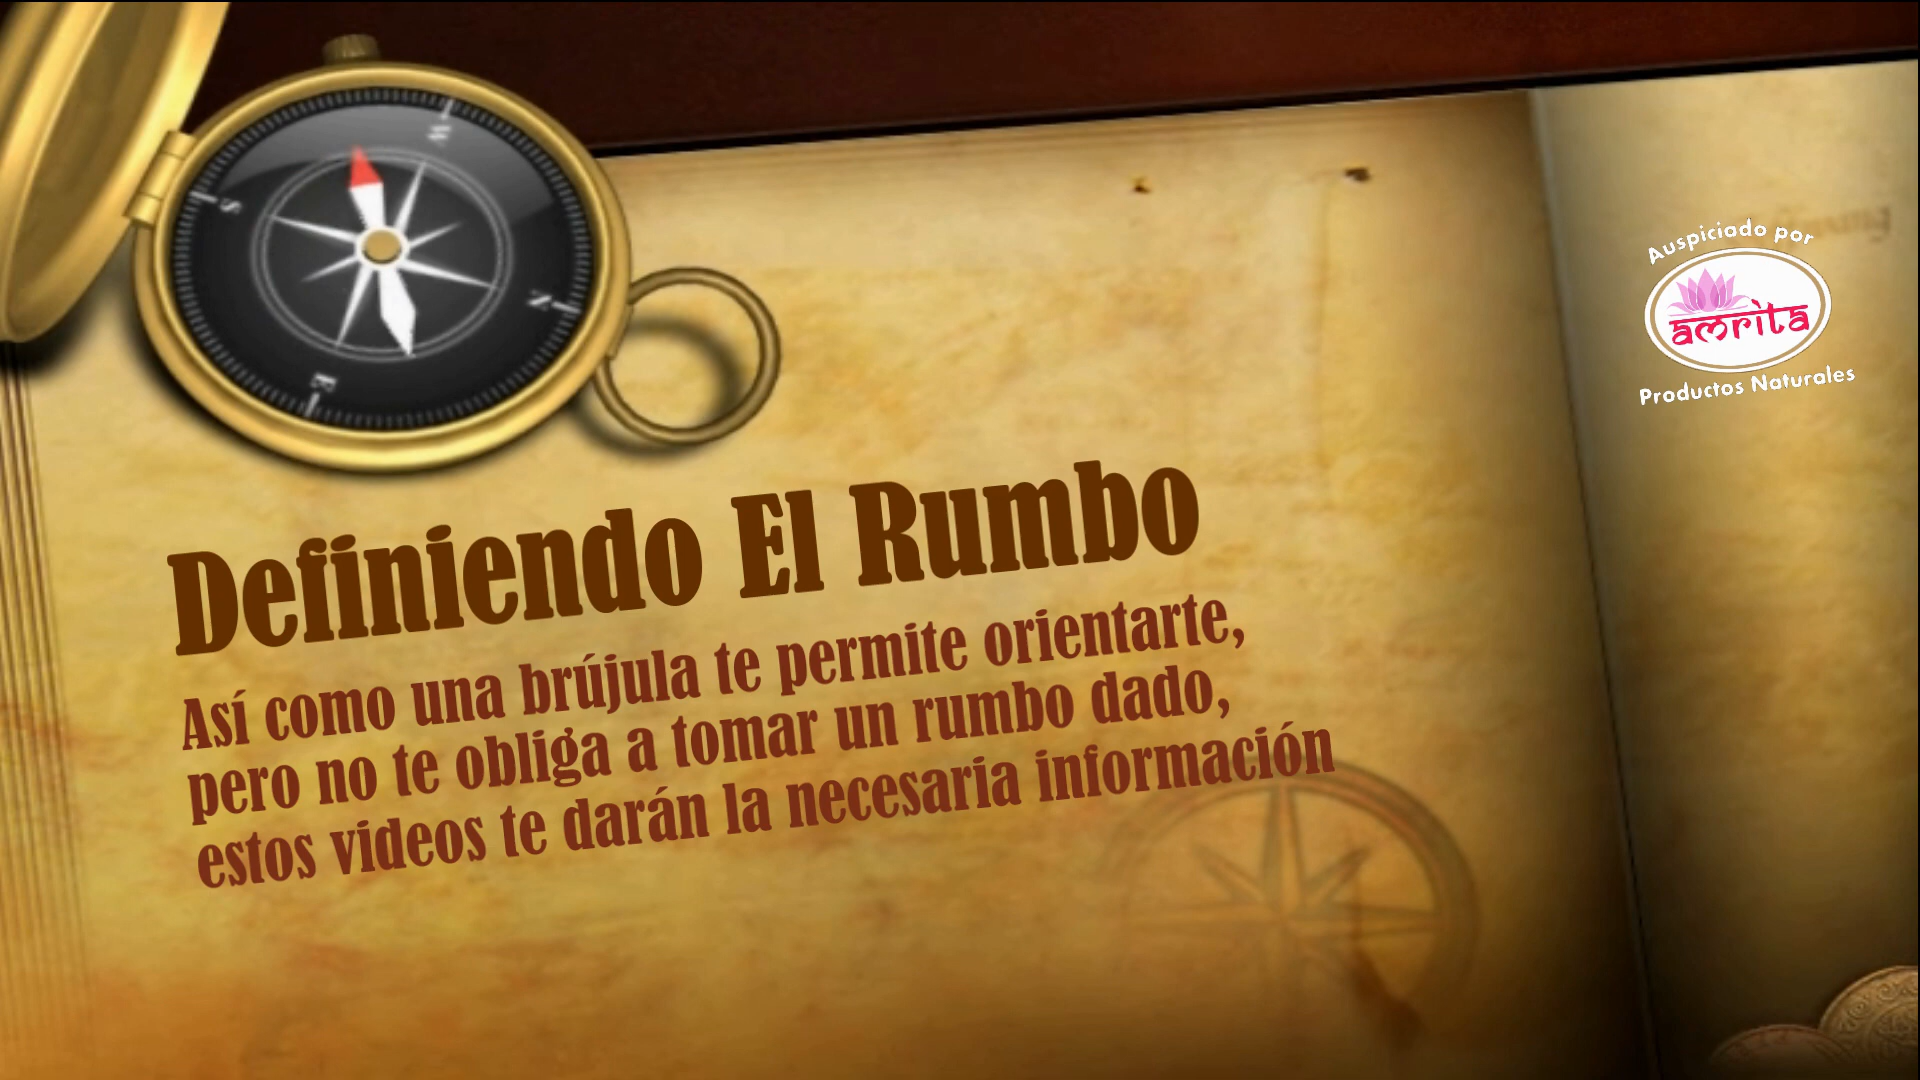 Definiendo El Rumbo
Así como una brújula te permite orientarte,
pero no te obliga a tomar un rumbo dado,
estos videos te darán la necesaria información
Auspiciado por
amrita
Productos Naturales
N
S
E
W